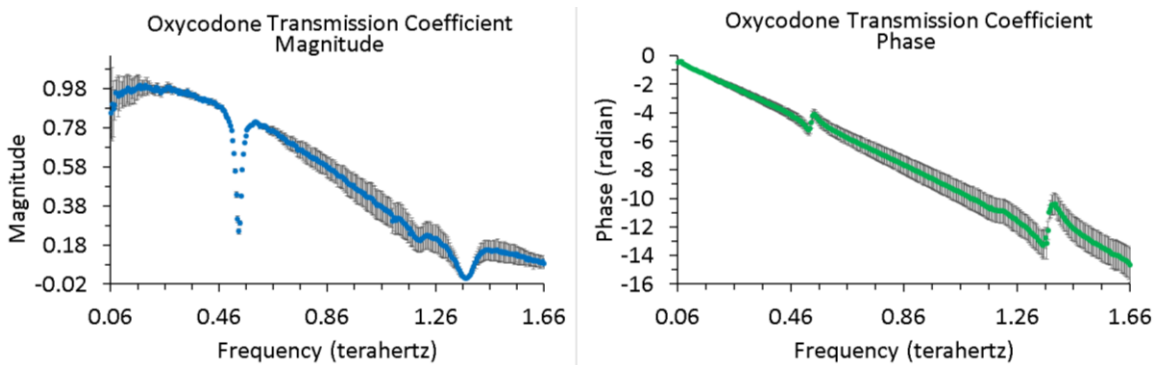 Oxycodone Transmission Coefficient
Magnitude
0.98
0.78
0.58
0.38
0.18
-0.02
Magnitude
0.06 0.46 0.86 1.26 1.66
Frequency (terahertz)
Oxycodone Transmission Coefficient
Phase
0
-2
-4
-6
-8
-10
-12
-14
-16
Phase (radian)
0.06 0.46 0.86 1.26 1.66
Frequency (terahertz)